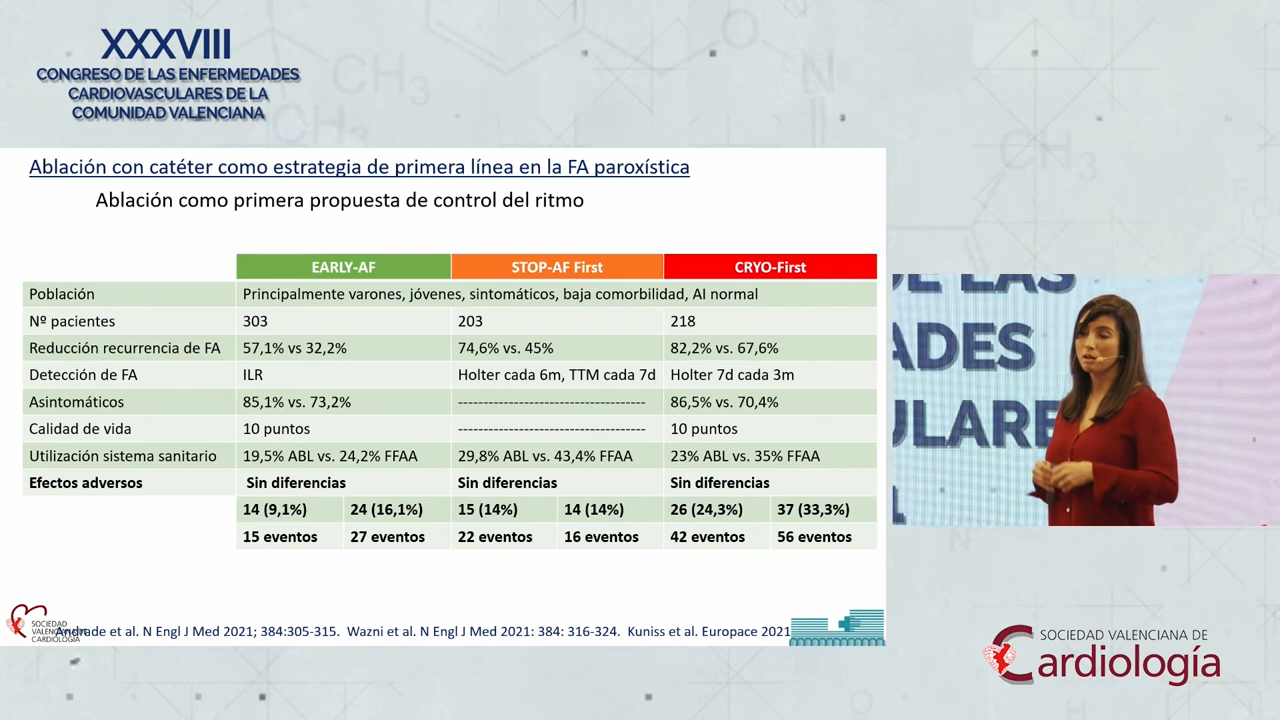 XXXVIII
CONGRESO DE LAS ENFERMEDADES
CARDIOVASCULARES DE LA
COMUNIDAD VALENCIANA
Ablación con catéter como estrategia de primera línea en la FA paroxística
Ablación como primera propuesta de control del ritmo
EARLY-AF STOP-AF First CRYO-First
Población Principalmente varones, jóvenes, sintomáticos, baja comorbilidad, AI normal
Nº pacientes 303 203 218
Reducción recurrencia de FA 57,1% vs 32,2% 74,6% vs. 45% 82,2% vs. 67,6%
Detección de FA ILR Holter cada 6m, TTM cada 7d Holter 7d cada 3m
Asintomáticos 85,1% vs. 73,2% ------------------------------------- 86,5% vs. 70,4%
Calidad de vida 10 puntos ------------------------------------- 10 puntos
Utilización sistema sanitario 19,5% ABL vs. 24,2% FFAA 29,8% ABL vs. 43,4% FFAA 23% ABL vs. 35% FFAA
Efectos adversos Sin diferencias Sin diferencias Sin diferencias
14 (9,1%) 24 (16,1%) 15 (14%) 14 (14%) 26 (24,3%) 37 (33,3%)
15 eventos 27 eventos 22 eventos 16 eventos 42 eventos 56 eventos
SOCIEDAD
VALENCIANA
CARDIOLOGÍA
Andrade et al. N Engl J Med 2021; 384:305-315. Wazni et al. N Engl J Med 2021: 384: 316-324. Kuniss et al. Europace 2021
DE LAS
ADES
ULARE
SOCIEDAD VALENCIANA DE
Cardiología